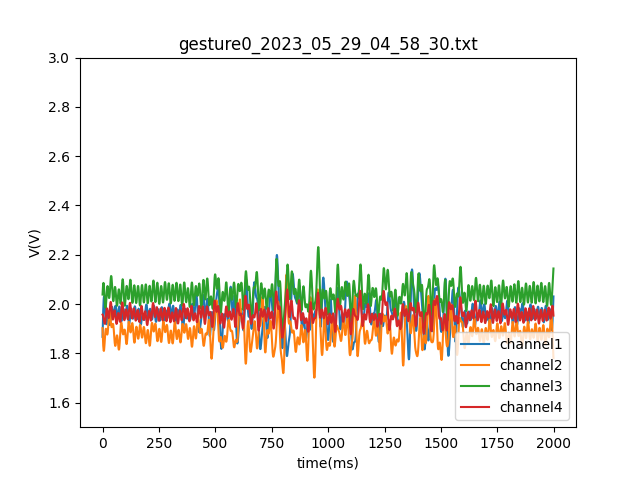 gesture0_2023_05_29_04_58_30.txt
3.0
2.8
2.6
2.4
2.2
2.0
1.8
1.6
V(V)
channel1
channel2
channel3
channel4
0 250 500 750 1000 1250 1500 1750 2000
time(ms)